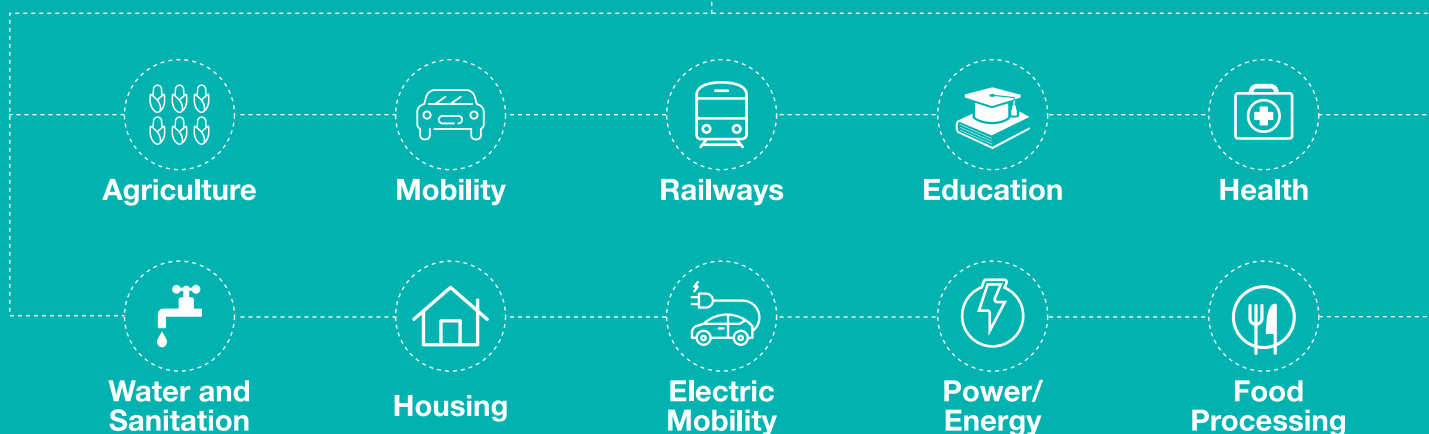 Agriculture
Mobility
Railways
Education
Health
Water and
Sanitation
Housing
Electric
Mobility
Power/
Energy
Food
Processing